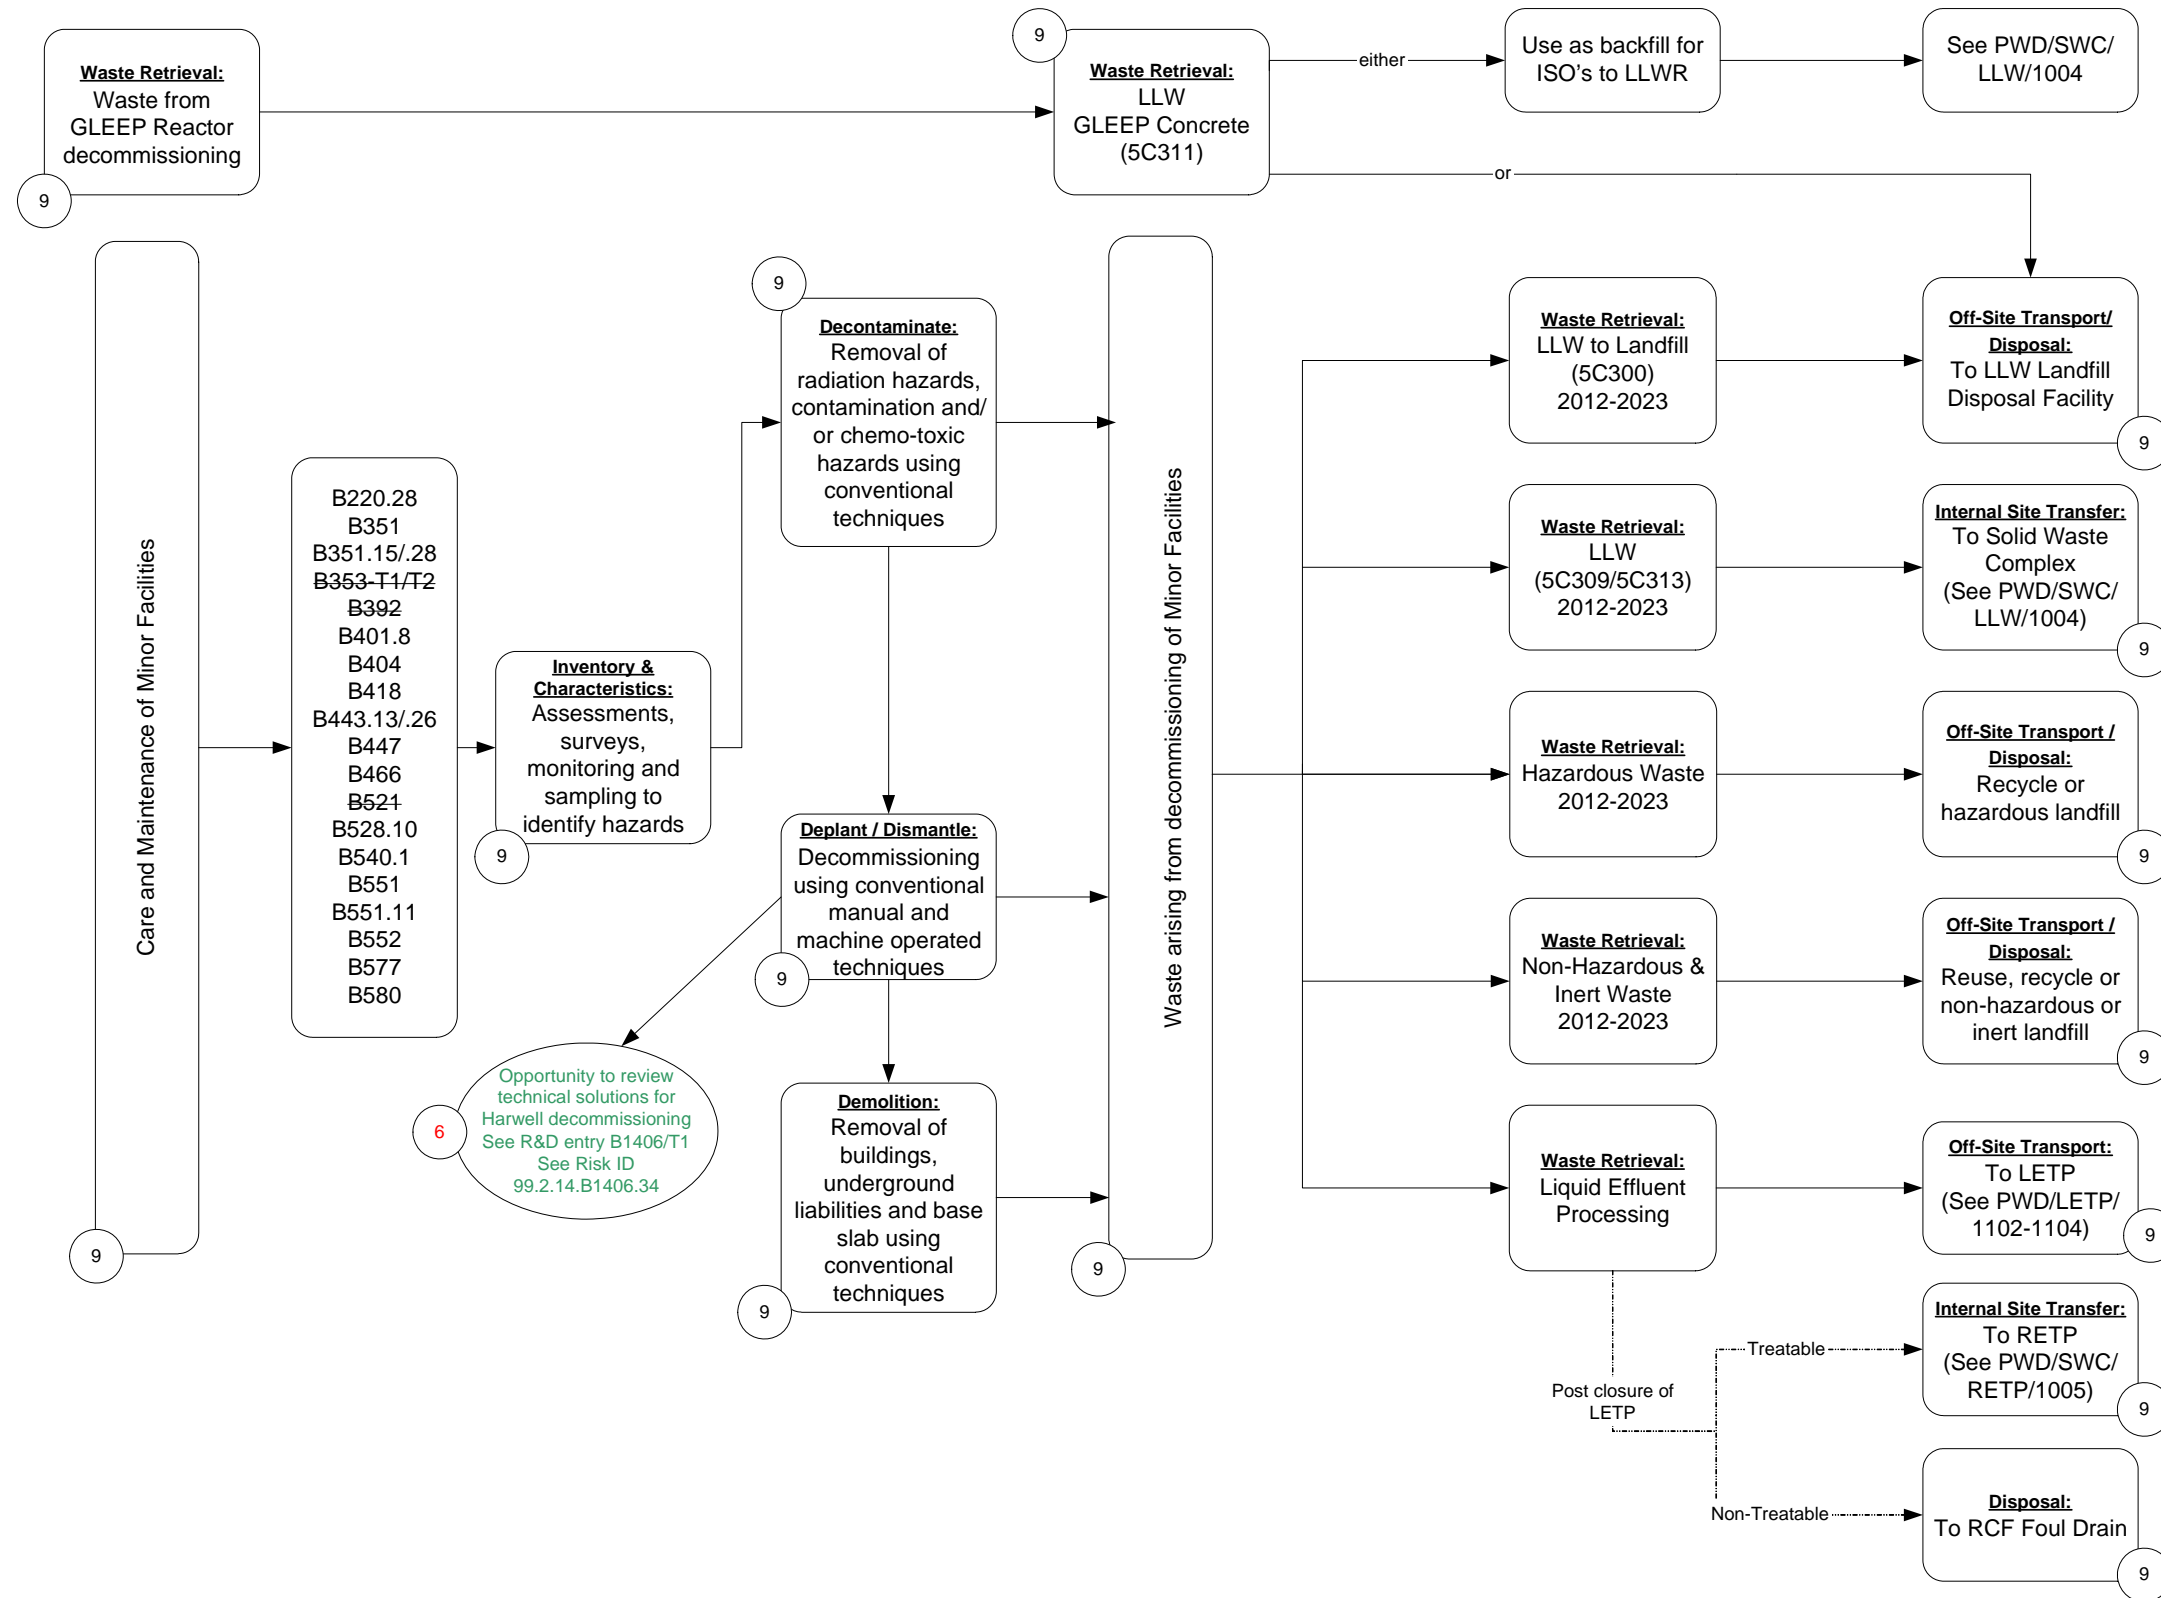 Waste Retrieval:
Waste from
GLEEP Reactor
decommissioning
9
9
Waste Retrieval:
LLW
GLEEP Concrete
(5C311)
either
Use as backfill for
ISO's to LLWR
See PWD/SWC/
LLW/1004
or
Care and Maintenance of Minor Facilities
9
B220.28
B351
B351.15/.28
B353-T1/T2
B392
B401.8
B404
B418
B443.13/.26
B447
B466
B521
B528.10
B540.1
B551
B551.11
B552
B577
B580
Inventory &
Characteristics:
Assessments,
surveys,
monitoring and
sampling to
identify hazards
9
9
Decontaminate:
Removal of
radiation hazards,
contamination and/
or chemo-toxic
hazards using
conventional
techniques
Deplant / Dismantle:
Decommissioning
using conventional
manual and
machine operated
techniques
9
Opportunity to review
technical solutions for
Harwell decommissioning
See R&D entry B1406/T1
See Risk ID
99.2.14.B1406.34
6
Demolition:
Removal of
buildings,
underground
liabilities and base
slab using
conventional
techniques
9
Waste arising from decommissioning of Minor Facilities
9
Waste Retrieval:
LLW to Landfill
(5C300)
2012-2023
Off-Site Transport/
Disposal:
To LLW Landfill
Disposal Facility
9
Waste Retrieval:
LLW
(5C309/5C313)
2012-2023
Internal Site Transfer:
To Solid Waste
Complex
(See PWD/SWC/
LLW/1004)
9
Waste Retrieval:
Hazardous Waste
2012-2023
Off-Site Transport /
Disposal:
Recycle or
hazardous landfill
9
Waste Retrieval:
Non-Hazardous &
Inert Waste
2012-2023
Off-Site Transport /
Disposal:
Reuse, recycle or
non-hazardous or
inert landfill
9
Waste Retrieval:
Liquid Effluent
Processing
Off-Site Transport:
To LETP
(See PWD/LETP/
1102-1104)
9
Post closure of
LETP
Treatable
Internal Site Transfer:
To RETP
(See PWD/SWC/
RETP/1005)
9
Non-Treatable
Disposal:
To RCF Foul Drain
9